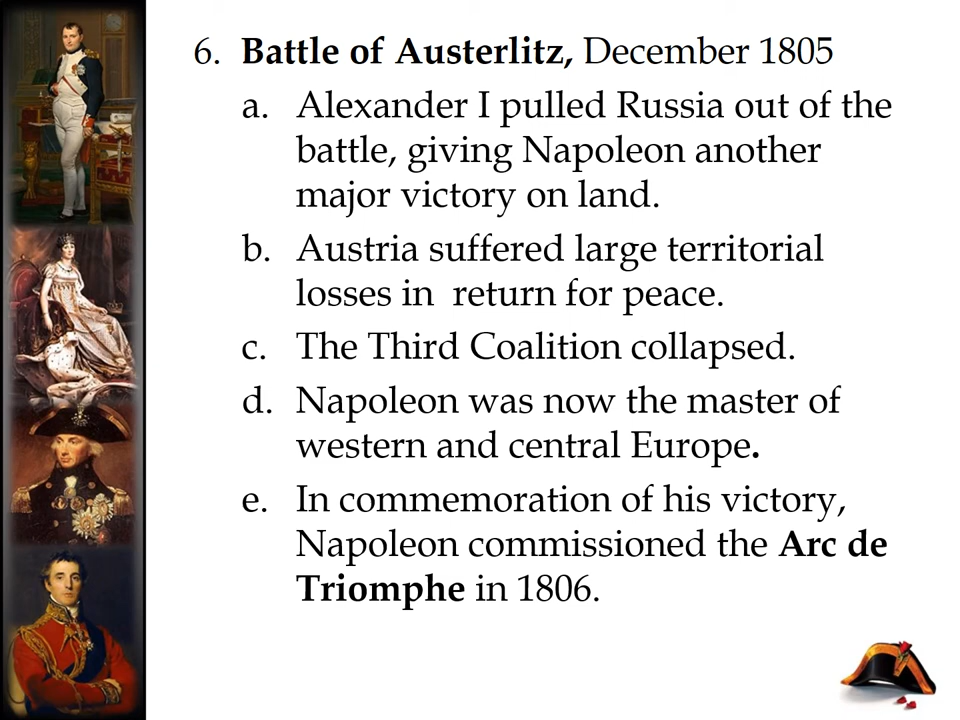 6. Battle of Austerlitz, December 1805
a. Alexander I pulled Russia out of the
battle, giving Napoleon another
major victory on land.
b. Austria suffered large territorial
losses in  return for peace.
c. The Third Coalition collapsed.
d. Napoleon was now the master of
western and central Europe.
e. In commemoration of his victory,
Napoleon commissioned the Arc de
Triomphe in 1806.